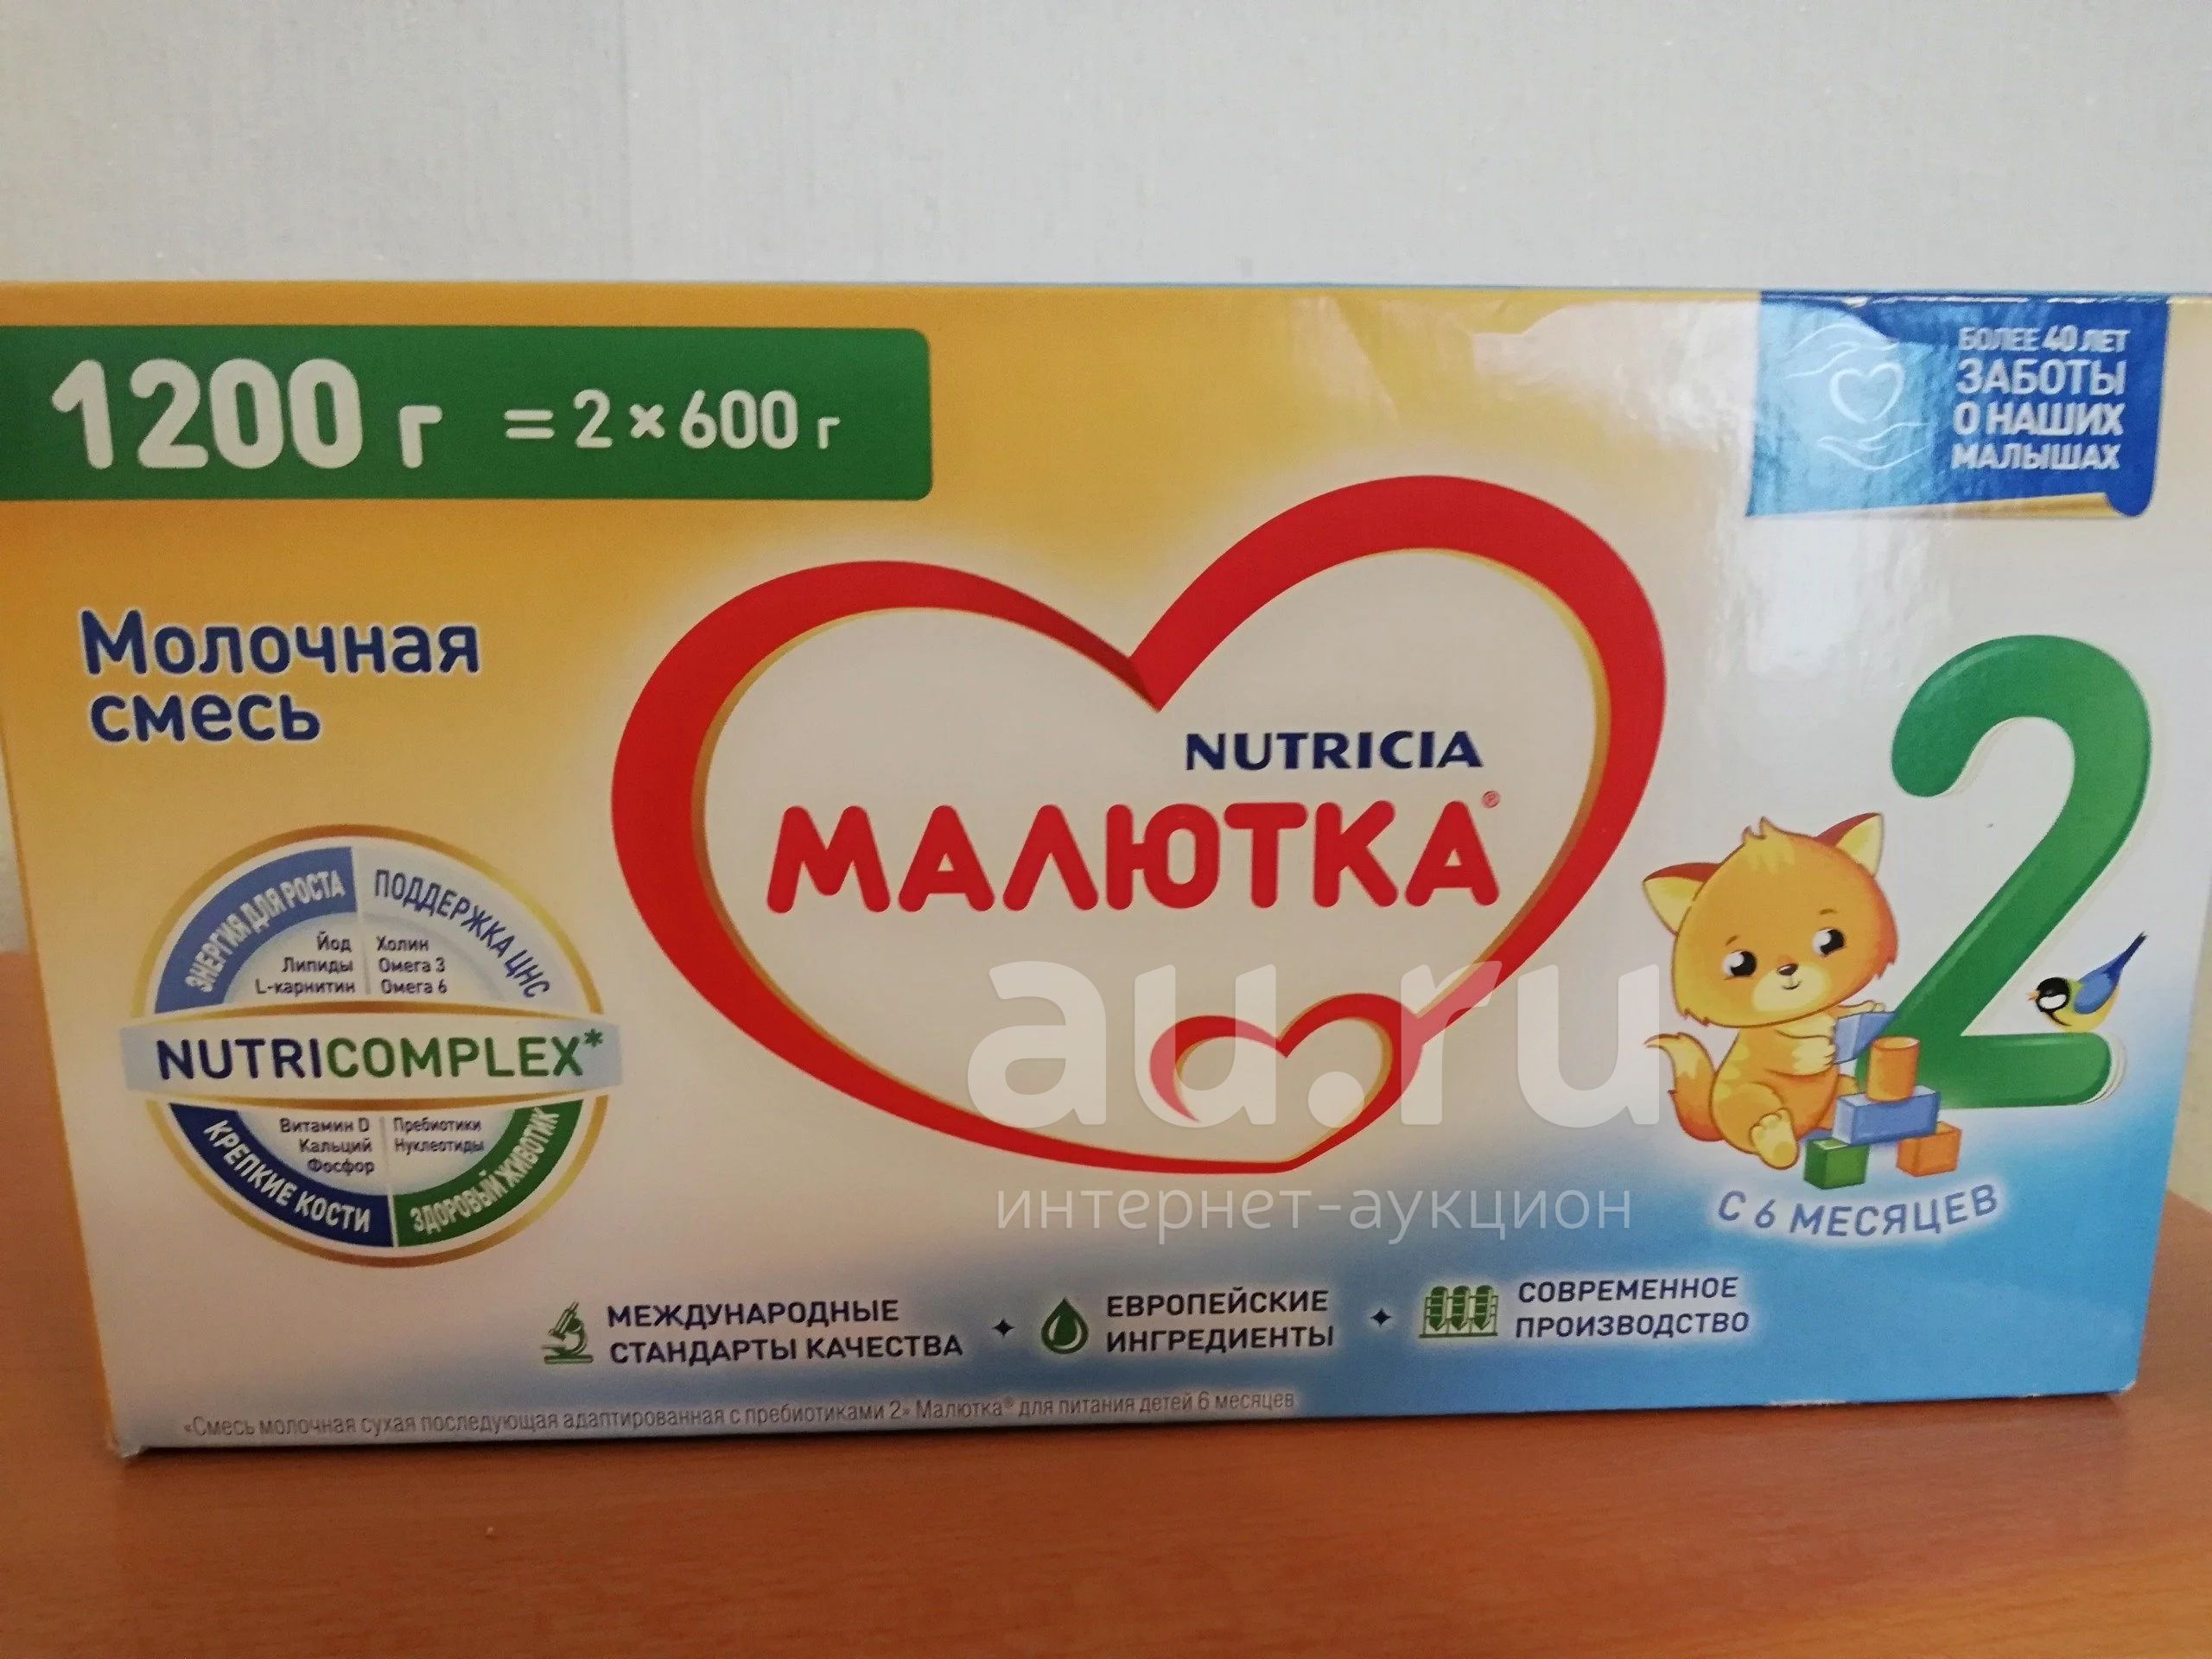 1200 г = 2 × 600 г
БОЛЕЕ 40 ЛЕТ
ЗАБОТЫ
О НАШИХ
МАЛЫШАХ
Молочная
смесь
NUTRICIA
МАЛЮТКА®
2
ЭНЕРГИЯ ДЛЯ РОСТА
ПОДДЕРЖКА ЦНС
Йод
Липиды
L-карнитин
Холин
Омега 3
Омега 6
NUTRICOMPLEX*
Витамин D
Кальций
Фосфор
Пребиотики
Нуклеотиды
КРЕПКИЕ КОСТИ
ЗДОРОВЫЙ ЖИВОТИК
au.ru
интернет-аукцион
С 6 МЕСЯЦЕВ
МЕЖДУНАРОДНЫЕ
СТАНДАРТЫ КАЧЕСТВА
ЕВРОПЕЙСКИЕ
ИНГРЕДИЕНТЫ
СОВРЕМЕННОЕ
ПРОИЗВОДСТВО
«Смесь молочная сухая последующая адаптированная с пребиотиками 2» Малютка® для питания детей 6 месяцев